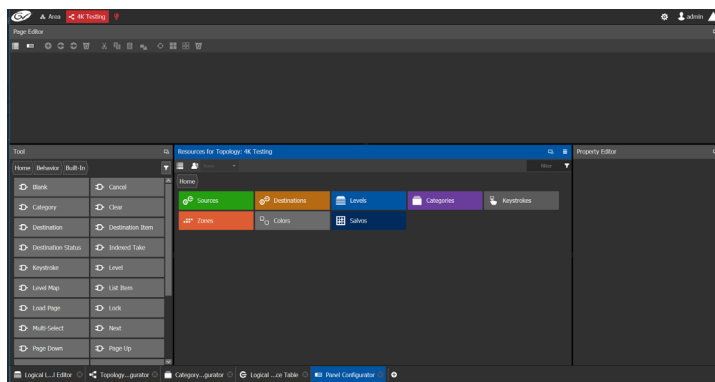 GV Area 4K Testing admin
Page Editor
Tool
Resources for Topology: 4K Testing
Property Editor
Home Behavior Built-In
Filter
Home
Blank Cancel
Category Clear
Destination Destination Item
Destination Status Indexed Take
Keystroke Level
Level Map List Item
Load Page Lock
Multi-Select Next
Page Down Page Up
Sources Destinations Levels Categories Keystrokes
Zones Colors Salvos
Logical L...l Editor Topology...gurator Category...gurator Logical ...ce Table Panel Configurator